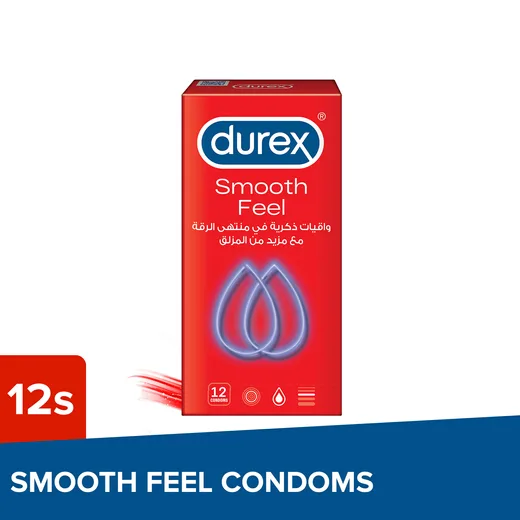 durex®
Smooth
Feel
واقيات ذكرية في منتهى الرقة
مع مزيد من المزلق
12
CONDOMS
12s
SMOOTH FEEL CONDOMS